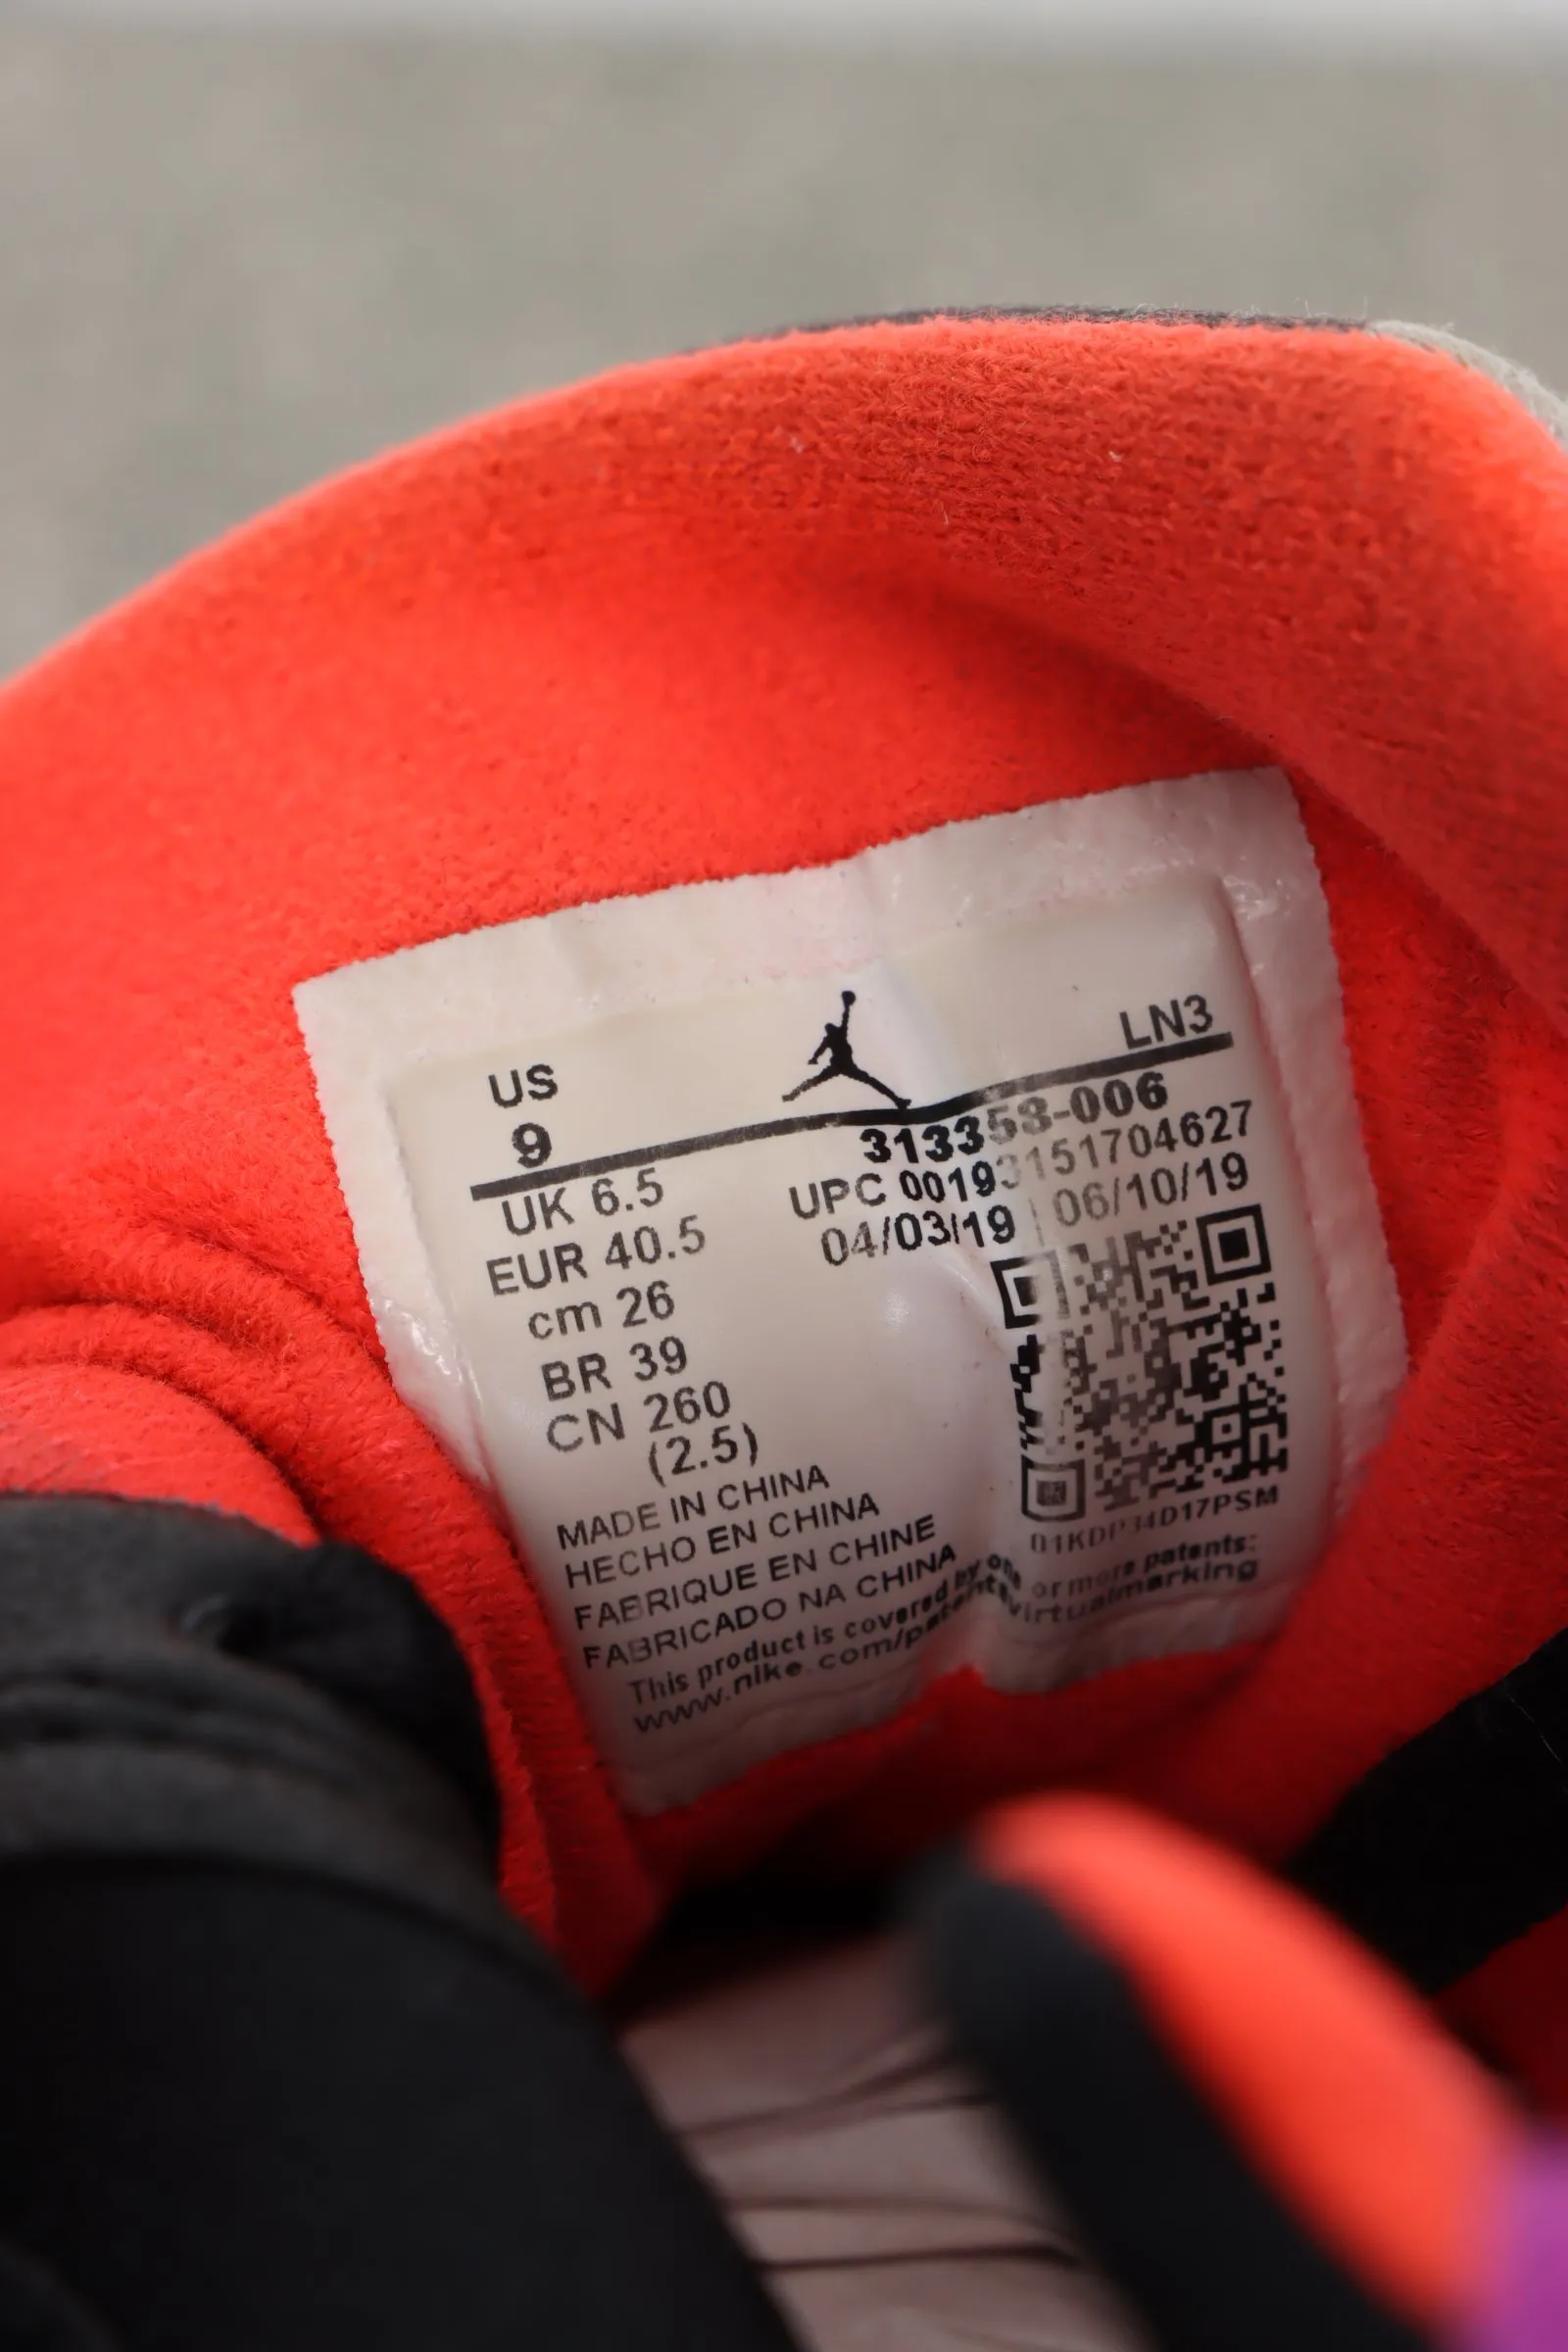 US
LN3
9
313358-006
UK 6.5
UPC 00193151704627
EUR 40.5
04/03/19 | 06/10/19
cm 26
BR 39
CN 260
(2.5)
MADE IN CHINA
HECHO EN CHINA
FABRIQUE EN CHINE
FABRICADO NA CHINA
01KDP34D17PSM
This product is covered by one or more patents:
www.nike.com/patentsvirtualmarking